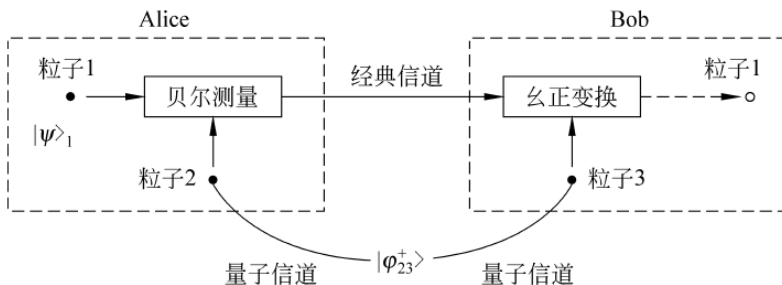 Alice
Bob
粒子1
贝尔测量
经典信道
幺正变换
粒子1
|ψ⟩₁
粒子2
粒子3
量子信道
|φ⁺₂₃⟩
量子信道